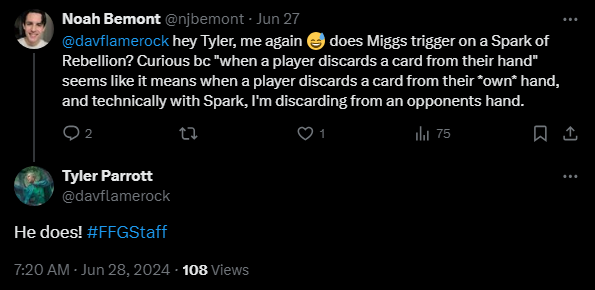 Noah Bemont @njbemont · Jun 27
@davflamerock hey Tyler, me again 😅 does Miggs trigger on a Spark of
Rebellion? Curious bc "when a player discards a card from their hand"
seems like it means when a player discards a card from their *own* hand,
and technically with Spark, I'm discarding from an opponents hand.
2 1 75
Tyler Parrott
@davflamerock
He does! #FFGStaff
7:20 AM · Jun 28, 2024 · 108 Views